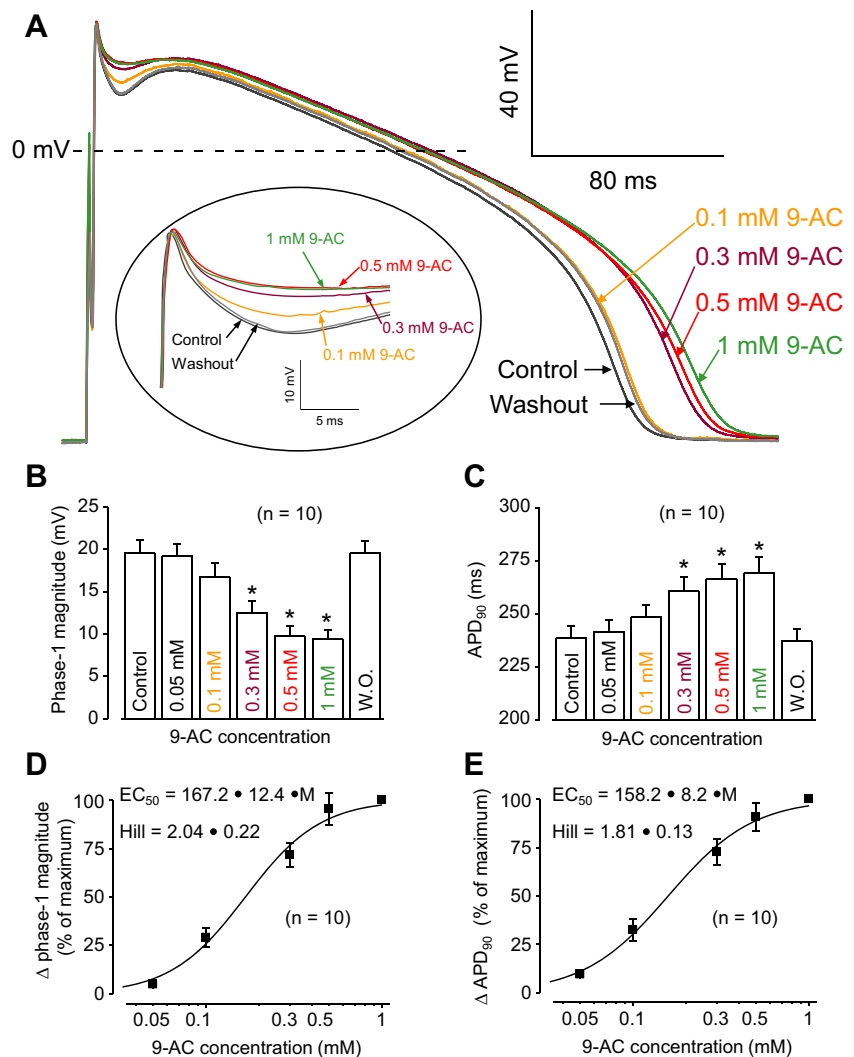 A
40 mV
80 ms
0 mV
0.1 mM 9-AC
0.3 mM 9-AC
0.5 mM 9-AC
1 mM 9-AC
Control
Washout
1 mM 9-AC
0.5 mM 9-AC
0.3 mM 9-AC
0.1 mM 9-AC
Control
Washout
10 mV
5 ms
B
(n = 10)
Phase-1 magnitude (mV)
25
20
15
10
5
0
* * *
Control
0.05 mM
0.1 mM
0.3 mM
0.5 mM
1 mM
W.O.
9-AC concentration
C
(n = 10)
APD90 (ms)
300
275
250
225
200
* * *
Control
0.05 mM
0.1 mM
0.3 mM
0.5 mM
1 mM
W.O.
9-AC concentration
D
EC50 = 167.2 • 12.4 •M
Hill = 2.04 • 0.22
(n = 10)
Δ phase-1 magnitude
(% of maximum)
100
75
50
25
0
0.05 0.1 0.3 0.5 1
9-AC concentration (mM)
E
EC50 = 158.2 • 8.2 •M
Hill = 1.81 • 0.13
(n = 10)
Δ APD90 (% of maximum)
100
75
50
25
0
0.05 0.1 0.3 0.5 1
9-AC concentration (mM)